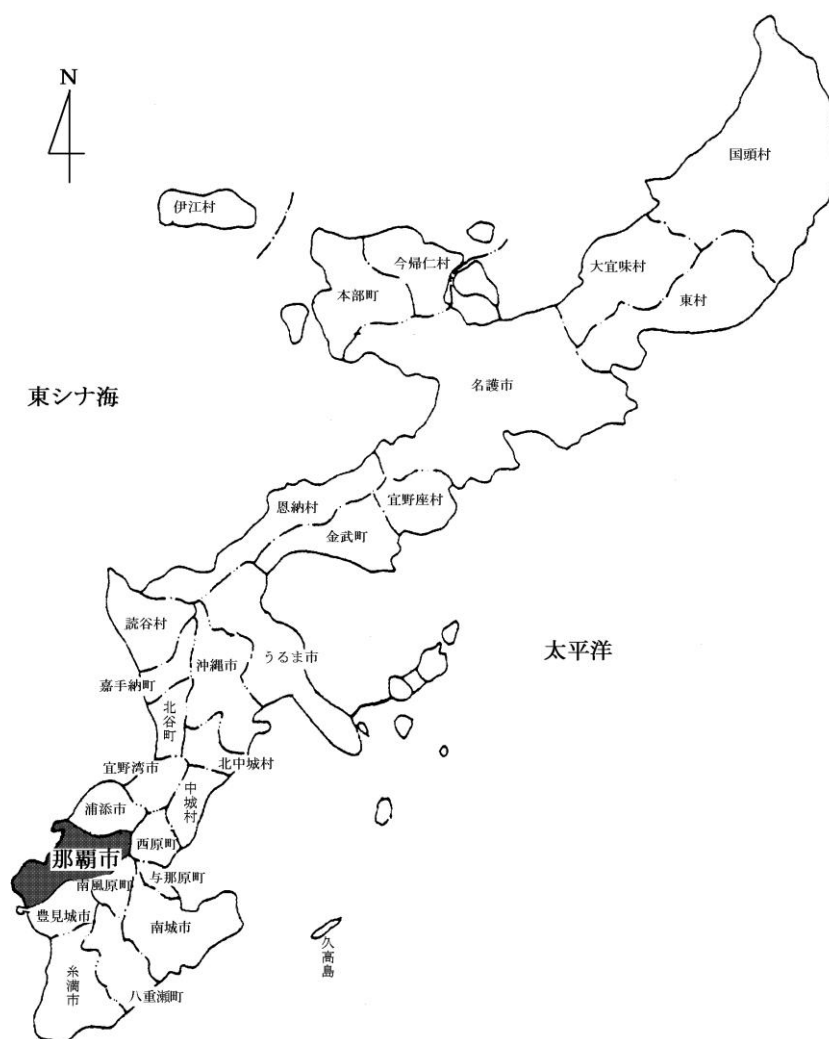 N
国頭村
伊江村
今帰仁村
大宜味村
本部町
東村
名護市
東シナ海
恩納村
宜野座村
金武町
読谷村
沖縄市
うるま市
太平洋
嘉手納町
北谷町
宜野湾市
北中城村
中城村
浦添市
西原町
那覇市
与那原町
南風原町
豊見城市
南城市
久高島
糸満市
八重瀬町